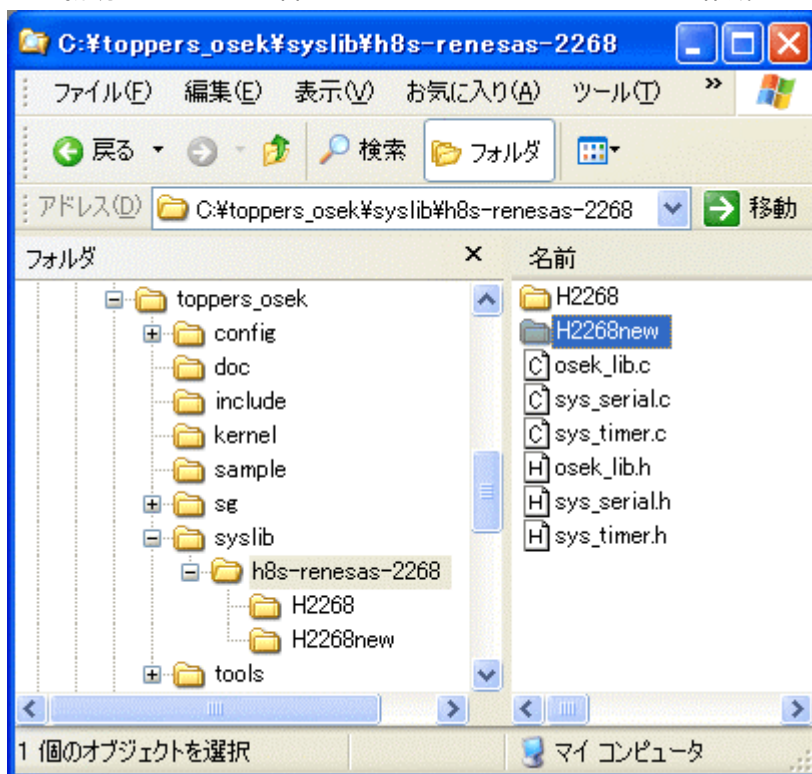 C:¥toppers_osek¥syslib¥h8s-renesas-2268
ファイル(F) 編集(E) 表示(V) お気に入り(A) ツール(T) »
戻る 検索 フォルダ
アドレス(D) C:¥toppers_osek¥syslib¥h8s-renesas-2268 移動
フォルダ × 名前
toppers_osek
config
doc
include
kernel
sample
sg
syslib
h8s-renesas-2268
H2268
H2268new
tools
H2268
H2268new
osek_lib.c
sys_serial.c
sys_timer.c
osek_lib.h
sys_serial.h
sys_timer.h
1 個のオブジェクトを選択 マイ コンピュータ